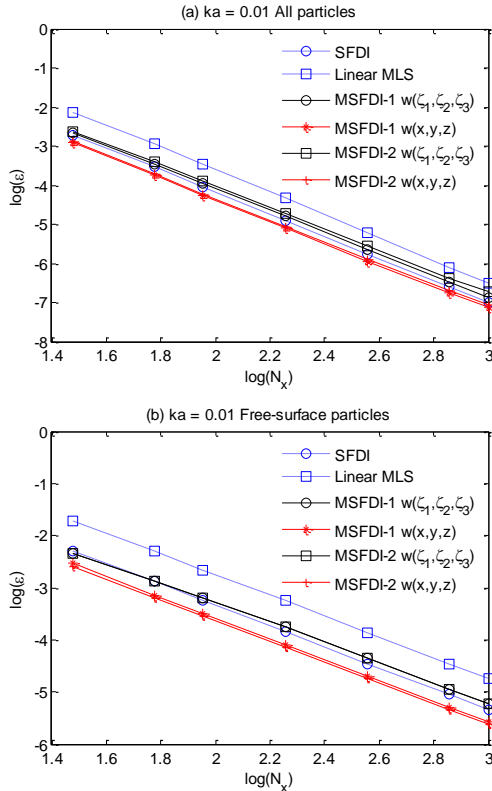 (a) ka = 0.01 All particles
0
-1
-2
-3
-4
-5
-6
-7
-8
log(ε)
SFDI
Linear MLS
MSFDI-1 w(ζ₁,ζ₂,ζ₃)
MSFDI-1 w(x,y,z)
MSFDI-2 w(ζ₁,ζ₂,ζ₃)
MSFDI-2 w(x,y,z)
1.4 1.6 1.8 2 2.2 2.4 2.6 2.8 3
log(Nₓ)
(b) ka = 0.01 Free-surface particles
0
-1
-2
-3
-4
-5
-6
log(ε)
SFDI
Linear MLS
MSFDI-1 w(ζ₁,ζ₂,ζ₃)
MSFDI-1 w(x,y,z)
MSFDI-2 w(ζ₁,ζ₂,ζ₃)
MSFDI-2 w(x,y,z)
1.4 1.6 1.8 2 2.2 2.4 2.6 2.8 3
log(Nₓ)